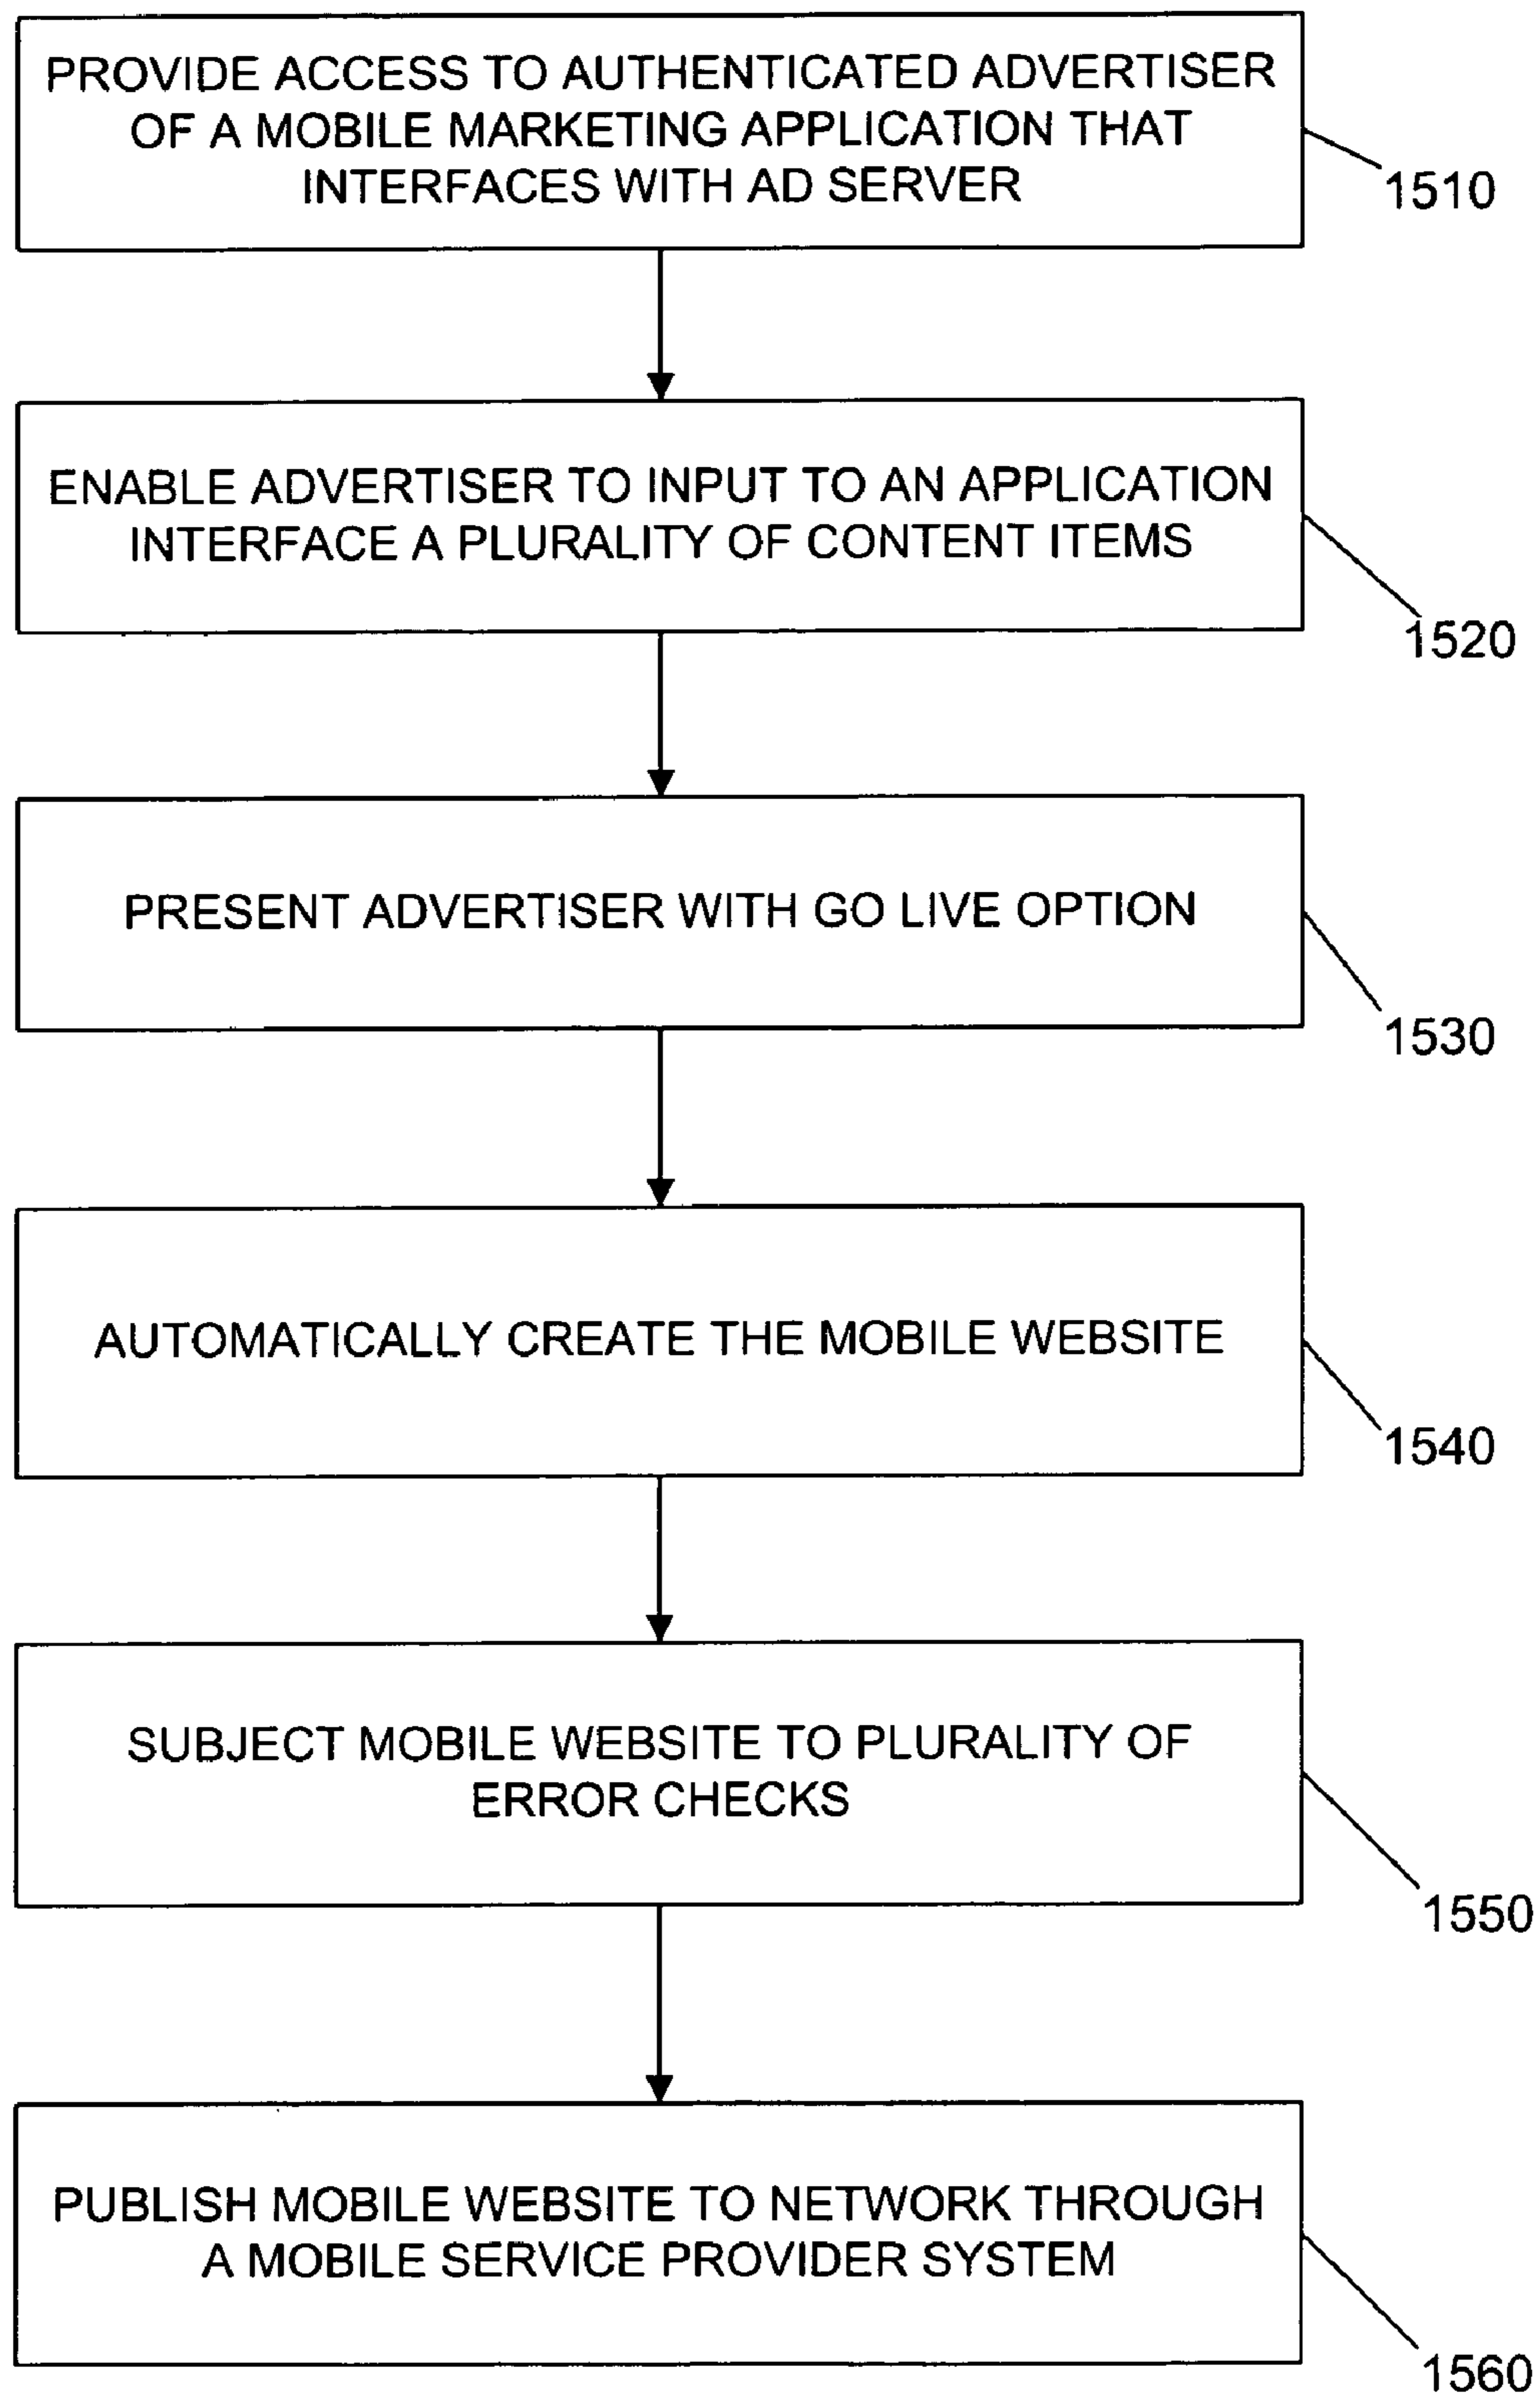 PROVIDE ACCESS TO AUTHENTICATED ADVERTISER
OF A MOBILE MARKETING APPLICATION THAT
INTERFACES WITH AD SERVER
1510
ENABLE ADVERTISER TO INPUT TO AN APPLICATION
INTERFACE A PLURALITY OF CONTENT ITEMS
1520
PRESENT ADVERTISER WITH GO LIVE OPTION
1530
AUTOMATICALLY CREATE THE MOBILE WEBSITE
1540
SUBJECT MOBILE WEBSITE TO PLURALITY OF
ERROR CHECKS
1550
PUBLISH MOBILE WEBSITE TO NETWORK THROUGH
A MOBILE SERVICE PROVIDER SYSTEM
1560